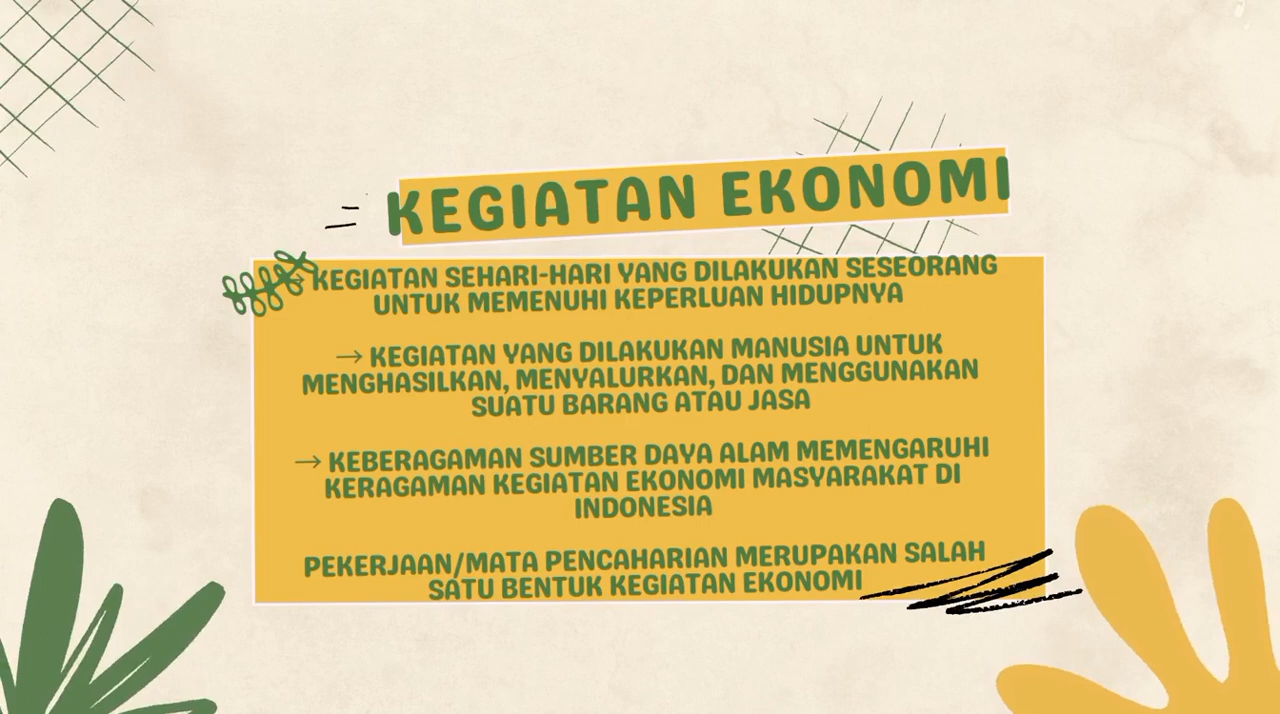 KEGIATAN EKONOMI
→ KEGIATAN SEHARI-HARI YANG DILAKUKAN SESEORANG
UNTUK MEMENUHI KEPERLUAN HIDUPNYA
→ KEGIATAN YANG DILAKUKAN MANUSIA UNTUK
MENGHASILKAN, MENYALURKAN, DAN MENGGUNAKAN
SUATU BARANG ATAU JASA
→ KEBERAGAMAN SUMBER DAYA ALAM MEMENGARUHI
KERAGAMAN KEGIATAN EKONOMI MASYARAKAT DI
INDONESIA
PEKERJAAN/MATA PENCAHARIAN MERUPAKAN SALAH
SATU BENTUK KEGIATAN EKONOMI